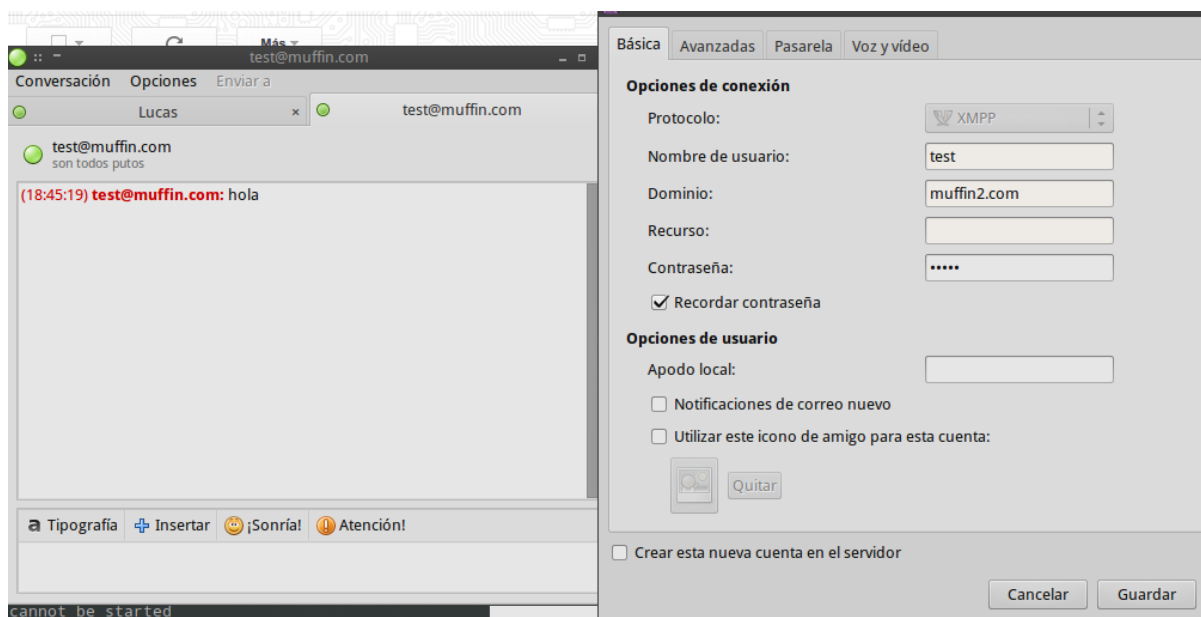 Más
test@muffin.com
Conversación Opciones Enviar a
Lucas
test@muffin.com
test@muffin.com
son todos putos
(18:45:19) test@muffin.com: hola
a Tipografía Insertar ¡Sonría! Atención!
cannot be started
Básica Avanzadas Pasarela Voz y vídeo
Opciones de conexión
Protocolo: XMPP
Nombre de usuario: test
Dominio: muffin2.com
Recurso:
Contraseña: •••••
Recordar contraseña
Opciones de usuario
Apodo local:
Notificaciones de correo nuevo
Utilizar este icono de amigo para esta cuenta:
Quitar
Crear esta nueva cuenta en el servidor
Cancelar Guardar